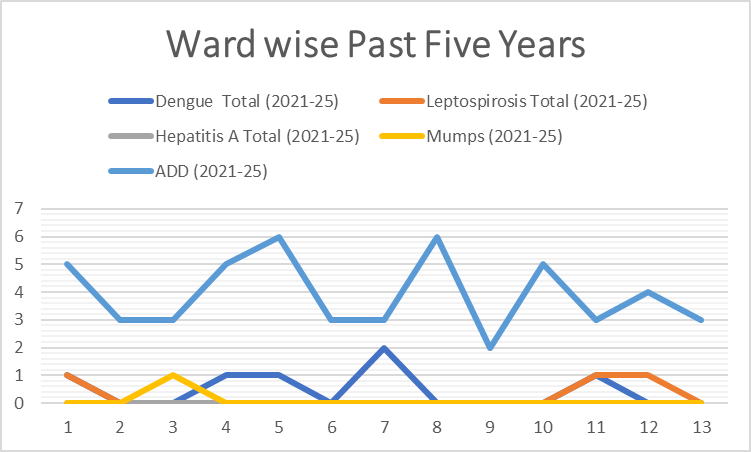 Ward wise Past Five Years
Dengue  Total (2021-25) Leptospirosis Total (2021-25)
Hepatitis A Total (2021-25) Mumps (2021-25)
ADD (2021-25)
7
6
5
4
3
2
1
0
1 2 3 4 5 6 7 8 9 10 11 12 13